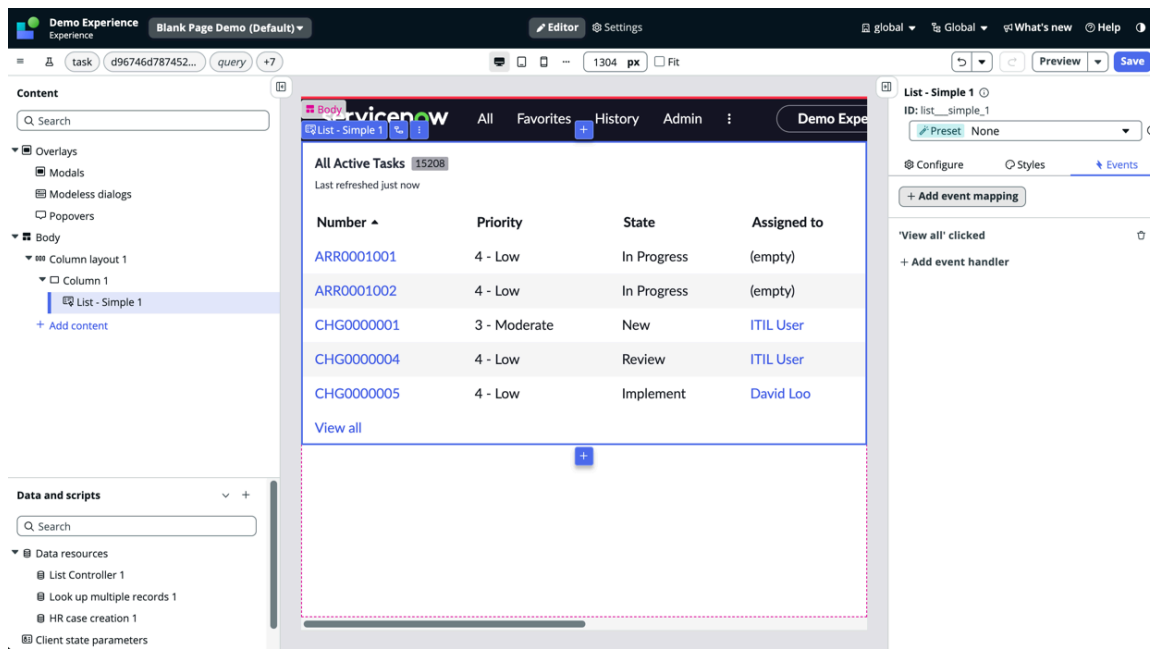 Demo Experience
Experience
Blank Page Demo (Default)
Editor
Settings
global
Global
What's new
Help
task
d96746d787452...
query
+7
1304 px
Fit
Preview
Save
Content
Search
Overlays
Modals
Modeless dialogs
Popovers
Body
Column layout 1
Column 1
List - Simple 1
+ Add content
Data and scripts
Search
Data resources
List Controller 1
Look up multiple records 1
HR case creation 1
Client state parameters
Body
servicenow
All
Favorites
History
Admin
Demo Expe
List - Simple 1
All Active Tasks 15208
Last refreshed just now
Number Priority State Assigned to
ARR0001001 4 - Low In Progress (empty)
ARR0001002 4 - Low In Progress (empty)
CHG0000001 3 - Moderate New ITIL User
CHG0000004 4 - Low Review ITIL User
CHG0000005 4 - Low Implement David Loo
View all
List - Simple 1
ID: list__simple_1
Preset None
Configure
Styles
Events
+ Add event mapping
'View all' clicked
+ Add event handler